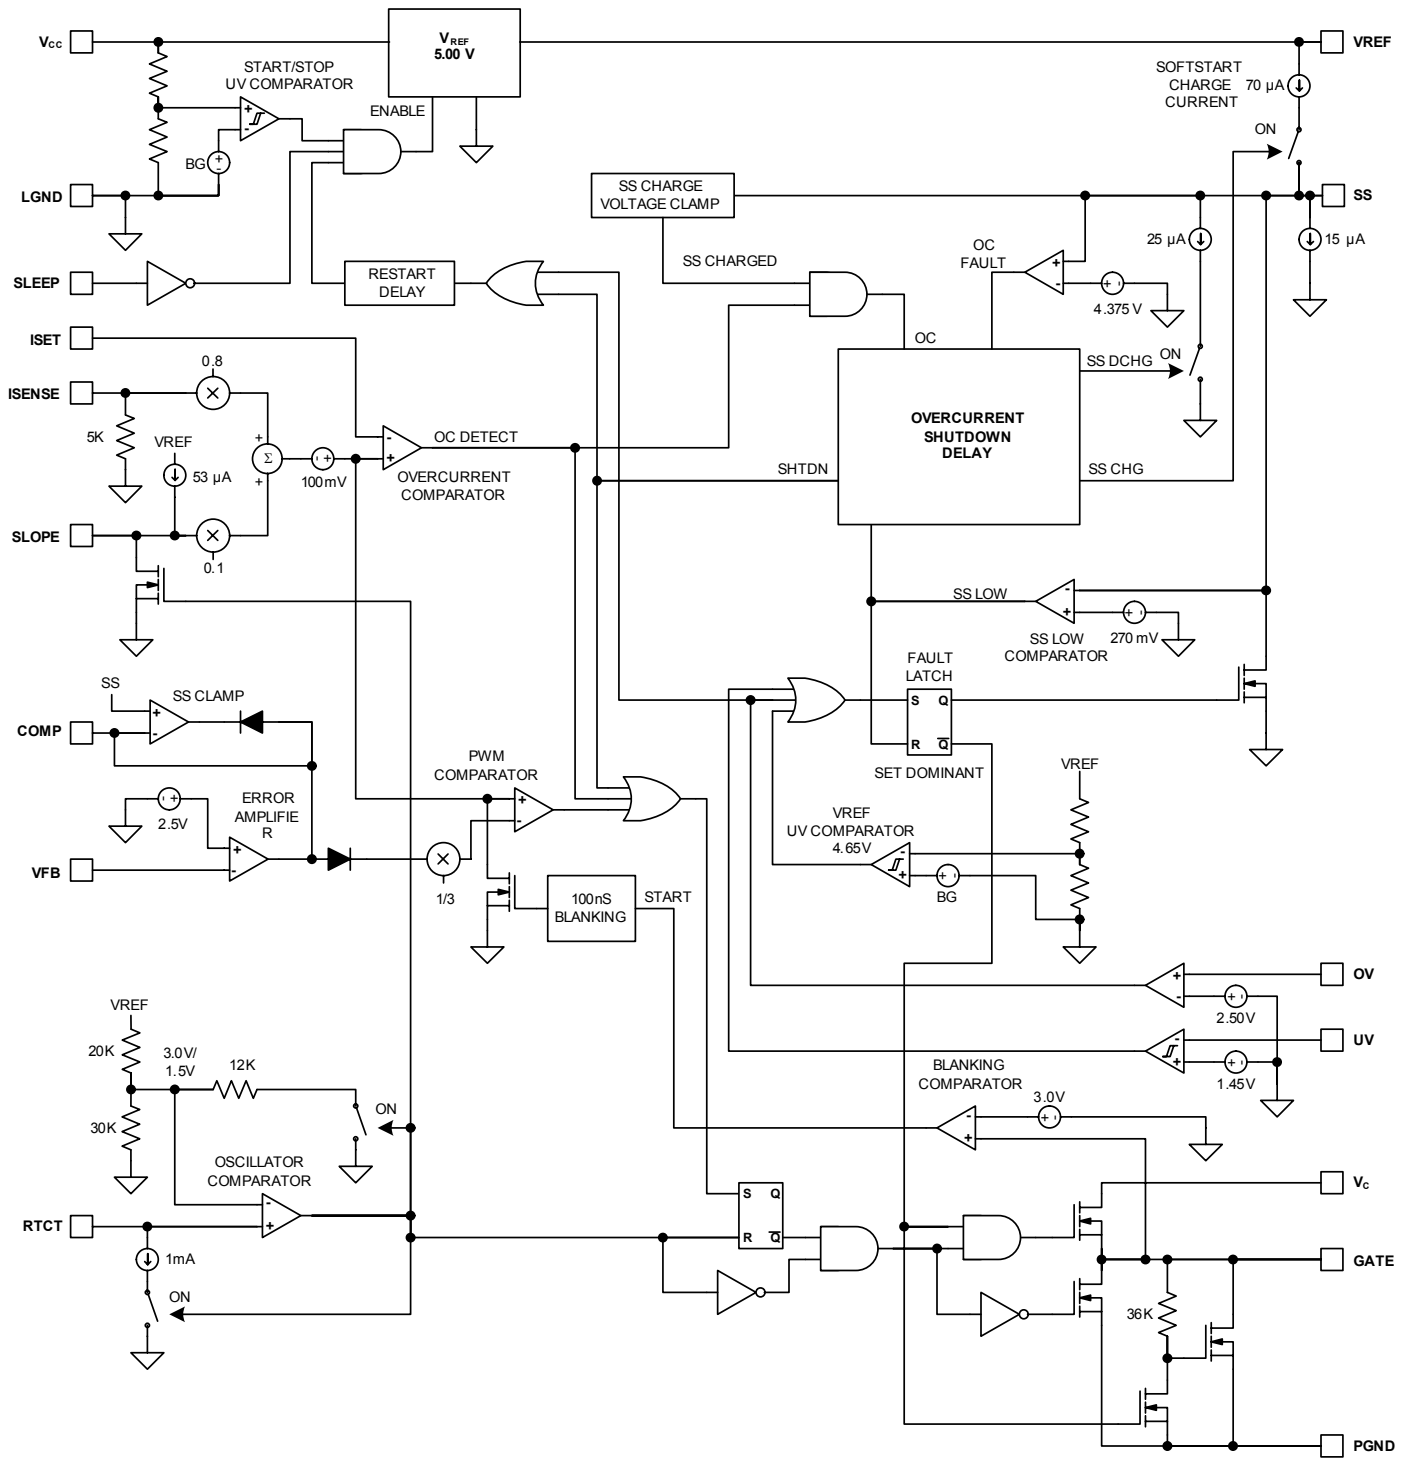 VCC
VREF
5.00 V
VREF
START/STOP
UV COMPARATOR
ENABLE
SOFTSTART
CHARGE
CURRENT
70 µA
ON
+
-
BG
+
-
LGND
SS CHARGE
VOLTAGE CLAMP
SS
25 µA
15 µA
OC
FAULT
SS CHARGED
+
-
+ -
4.375 V
SLEEP
RESTART
DELAY
ISET
OC
SS DCHG
ON
0.8
ISENSE
×
5K
VREF
53 µA
+
Σ
+
+ -
100mV
-
+
OC DETECT
OVERCURRENT
COMPARATOR
OVERCURRENT
SHUTDOWN
DELAY
SHTDN
SS CHG
SLOPE
×
0.1
SS LOW
-
+
+ -
270 mV
SS LOW
COMPARATOR
FAULT
LATCH
S Q
R Q
SET DOMINANT
SS
SS CLAMP
COMP
+
-
PWM
COMPARATOR
+
-
VREF
+ -
2.5V
ERROR
AMPLIFIE
R
+
-
VFB
×
1/3
VREF
UV COMPARATOR
4.65V
-
+
+ -
BG
100nS
BLANKING
START
OV
+
-
+ -
2.50V
UV
-
+
+ -
1.45V
VREF
20K
3.0V/
1.5V
12K
30K
ON
BLANKING
COMPARATOR
3.0V
-
+
+ -
OSCILLATOR
COMPARATOR
-
+
RTCT
1mA
ON
S Q
R Q
VC
GATE
36K
PGND